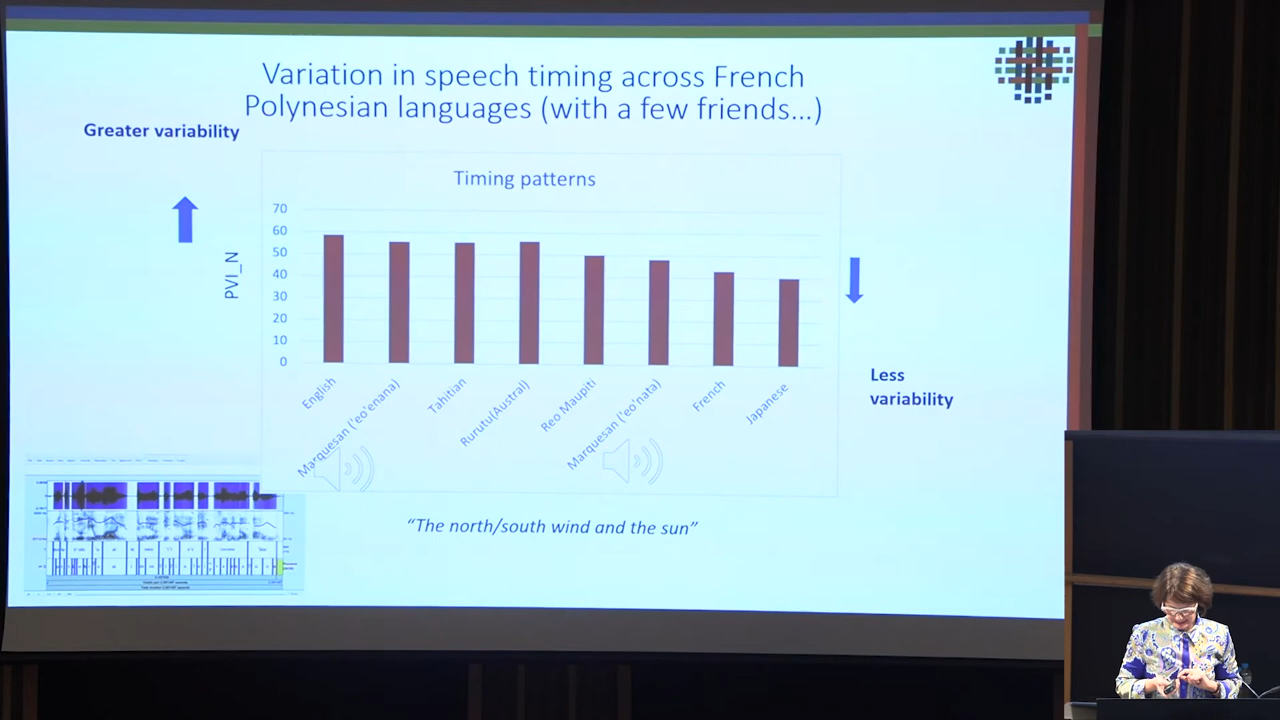 Variation in speech timing across French
Polynesian languages (with a few friends...)
Greater variability
Timing patterns
PVI_N
70
60
50
40
30
20
10
0
English
Marquesan ('eo'enana)
Tahitian
Rurutu(Austral)
Reo Maupiti
Marquesan ('eo'nata)
French
Japanese
Less
variability
“The north/south wind and the sun”